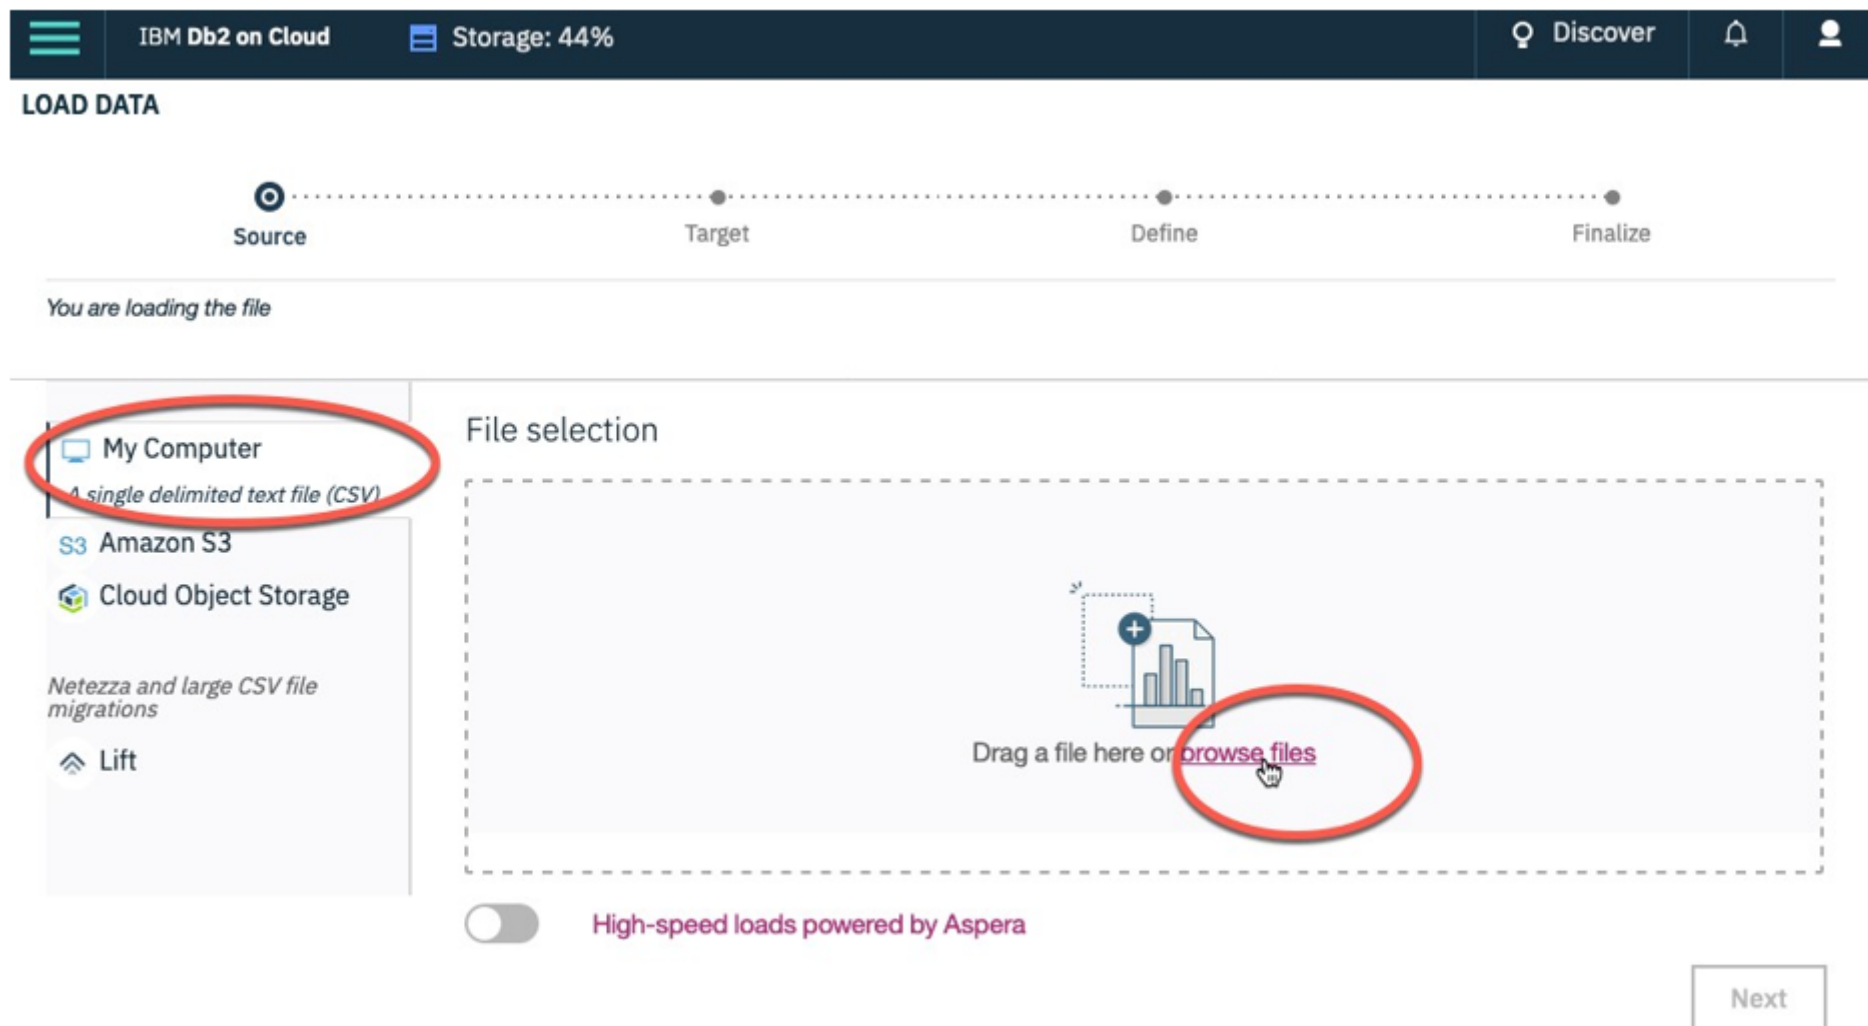 IBM Db2 on Cloud
Storage: 44%
Discover
LOAD DATA
Source
Target
Define
Finalize
You are loading the file
My Computer
A single delimited text file (CSV)
S3 Amazon S3
Cloud Object Storage
Netezza and large CSV file
migrations
Lift
File selection
Drag a file here or browse files
High-speed loads powered by Aspera
Next